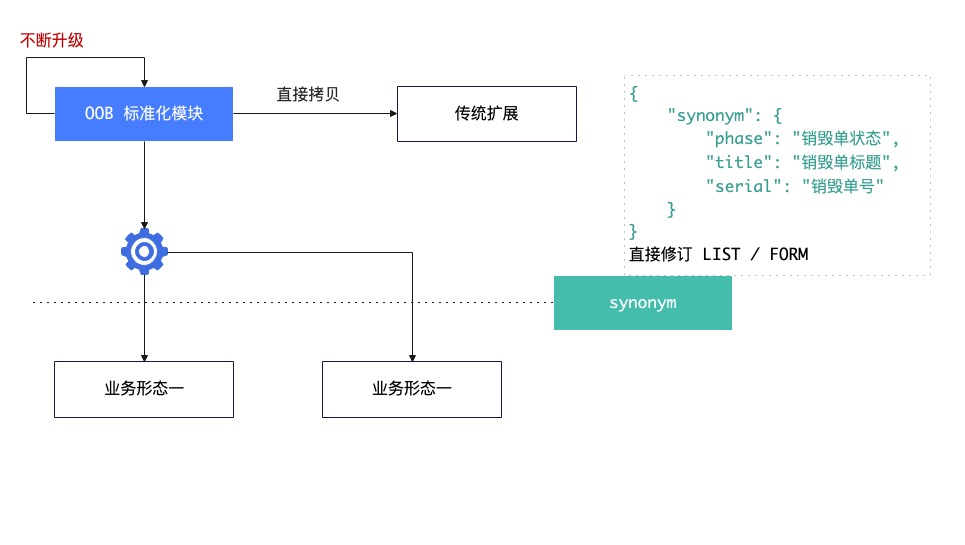 不断升级
OOB 标准化模块
直接拷贝
传统扩展
{
    "synonym": {
        "phase": "销毁单状态",
        "title": "销毁单标题",
        "serial": "销毁单号"
    }
}
直接修订 LIST / FORM
synonym
业务形态一
业务形态一